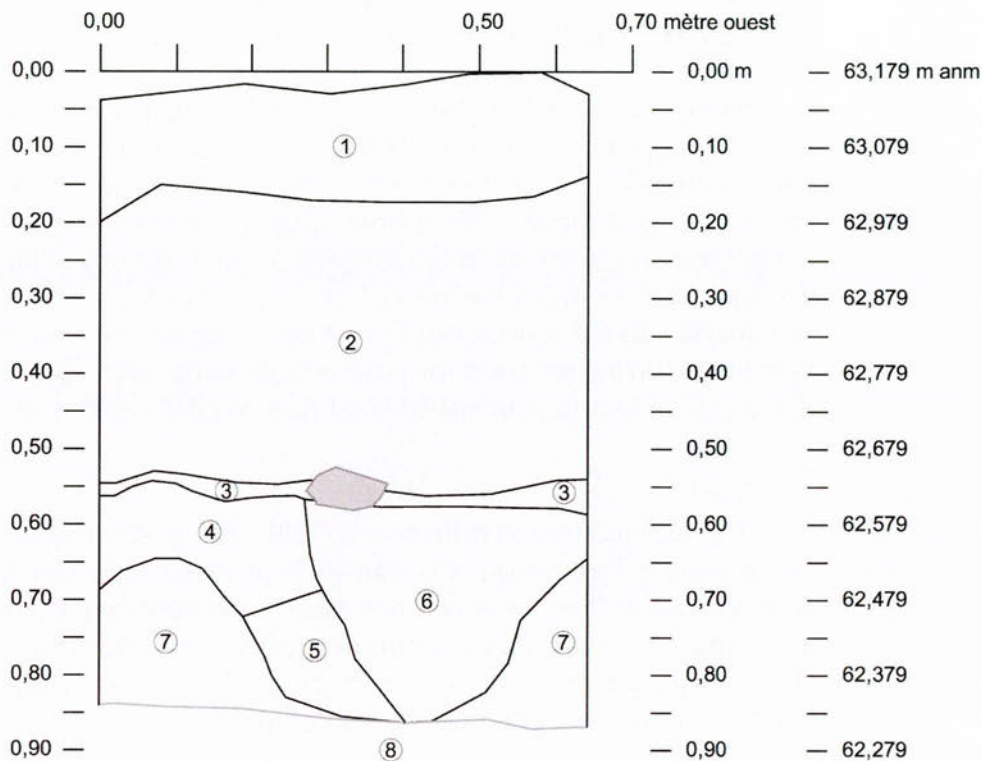 0,00 0,50 0,70 mètre ouest
0,00 0,00 m 63,179 m anm
①
0,10 0,10 63,079
0,20 0,20 62,979
0,30 0,30 62,879
②
0,40 0,40 62,779
0,50 0,50 62,679
③ ③
④
0,60 0,60 62,579
⑥
0,70 0,70 62,479
⑦ ⑤ ⑦
0,80 0,80 62,379
0,90 ⑧ 0,90 62,279